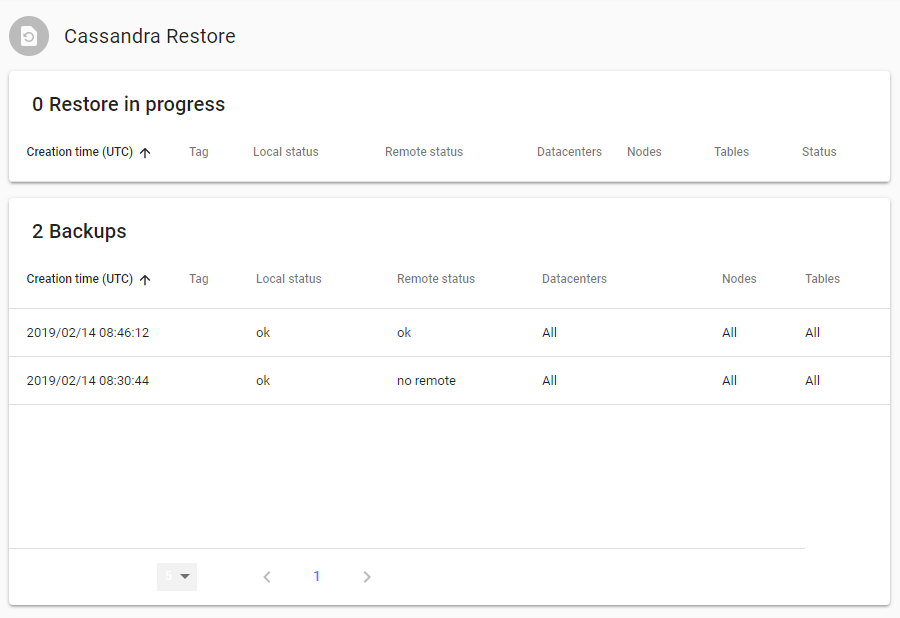 Cassandra Restore
0 Restore in progress
Creation time (UTC) Tag Local status Remote status Datacenters Nodes Tables Status
2 Backups
Creation time (UTC) Tag Local status Remote status Datacenters Nodes Tables
2019/02/14 08:46:12 ok ok All All All
2019/02/14 08:30:44 ok no remote All All All
5 1